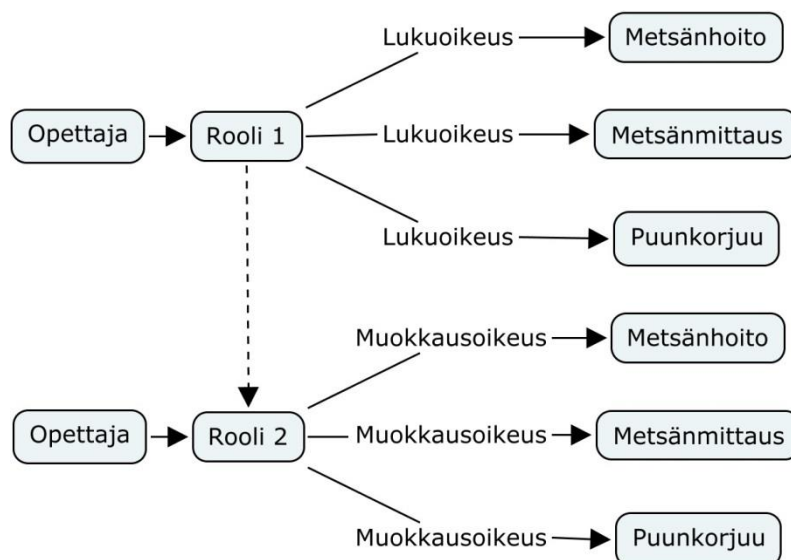 Lukuoikeus
Metsänhoito
Opettaja
Rooli 1
Lukuoikeus
Metsänmittaus
Lukuoikeus
Puunkorjuu
Muokkausoikeus
Metsänhoito
Opettaja
Rooli 2
Muokkausoikeus
Metsänmittaus
Muokkausoikeus
Puunkorjuu